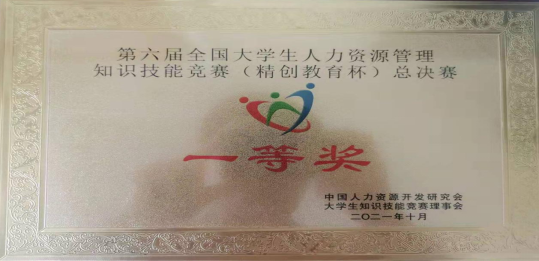 第六届全国大学生人力资源管理
知识技能竞赛（精创教育杯）总决赛
一等奖
中国人力资源开发研究会
大学生知识技能竞赛理事会
二〇二一年十月